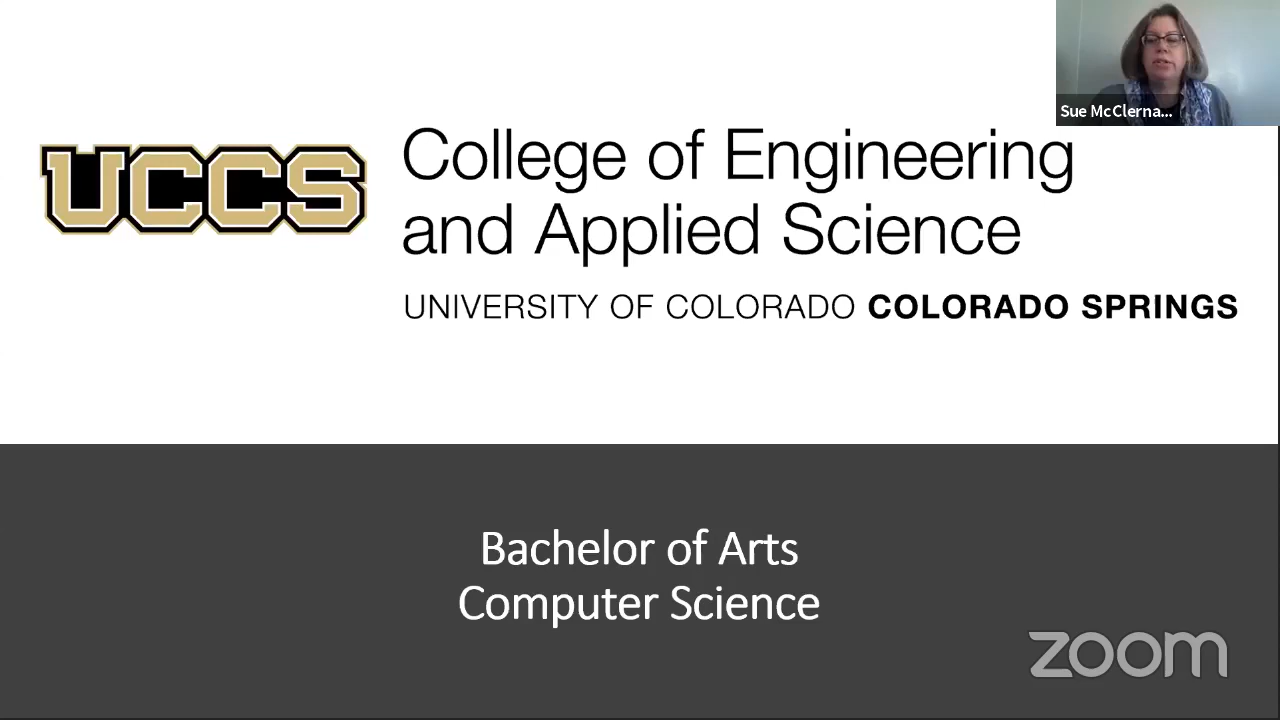 Sue McClerna...
UCCS
College of Engineering
and Applied Science
UNIVERSITY OF COLORADO COLORADO SPRINGS
Bachelor of Arts
Computer Science
zoom